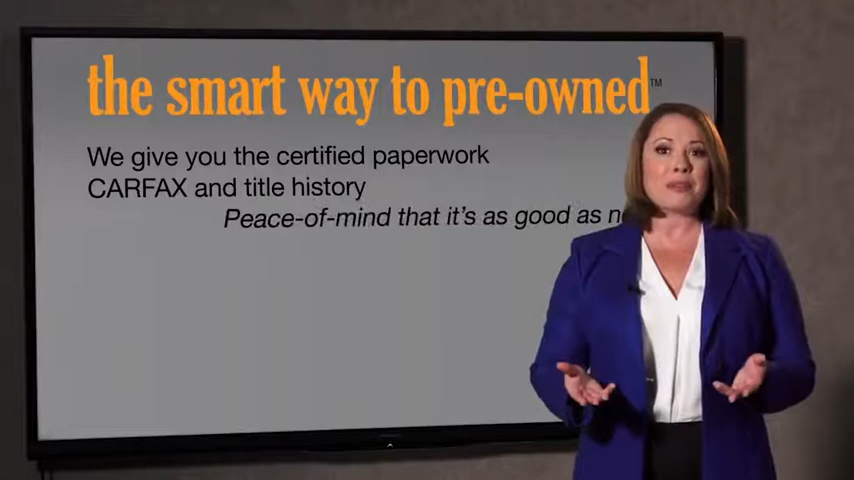 the smart way to pre-owned™
We give you the certified paperwork
CARFAX and title history
Peace-of-mind that it's as good as